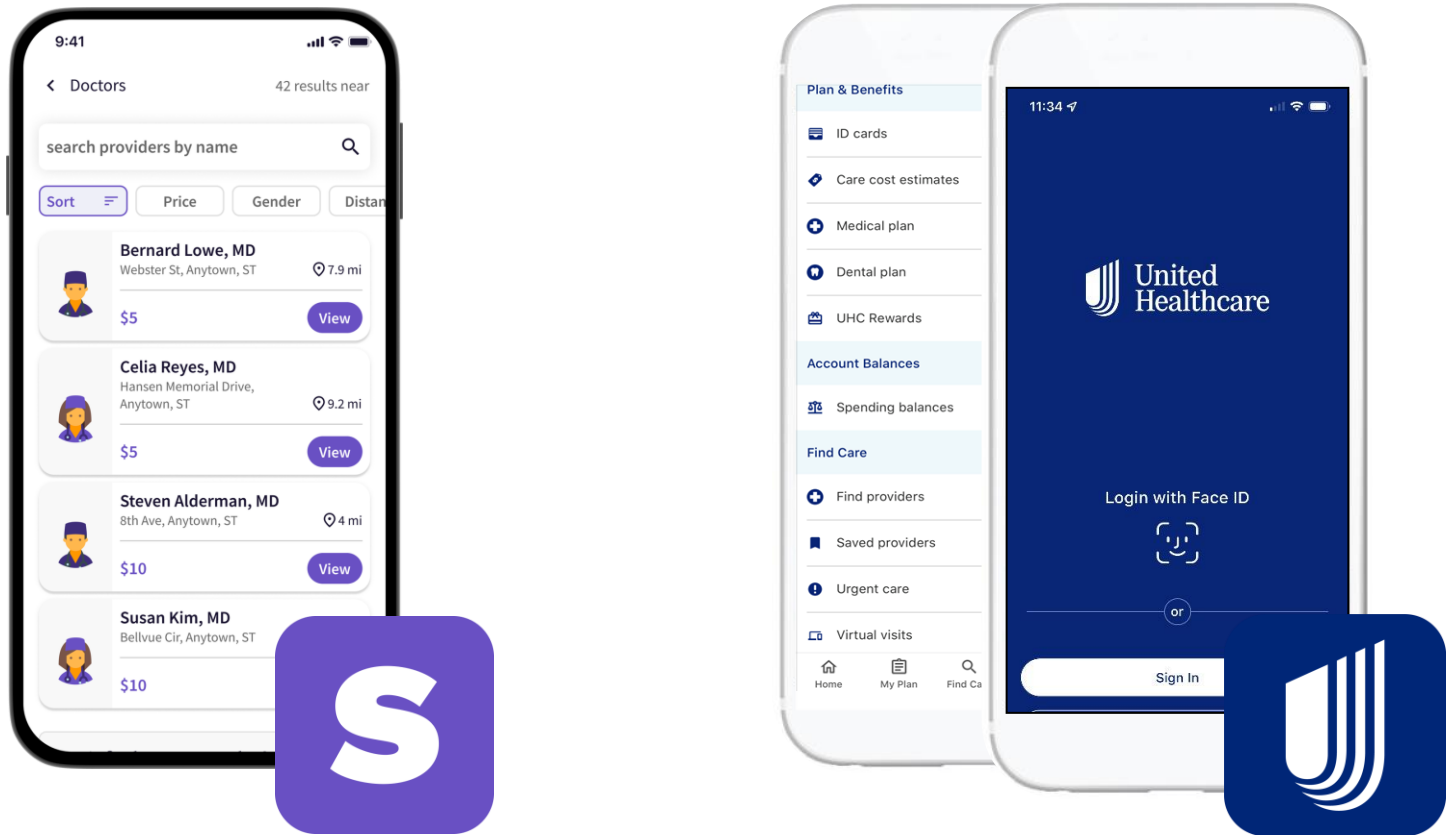 9:41
Doctors
42 results near
search providers by name
Sort
Price
Gender
Distan
Bernard Lowe, MD
Webster St, Anytown, ST
7.9 mi
$5
View
Celia Reyes, MD
Hansen Memorial Drive,
Anytown, ST
9.2 mi
$5
View
Steven Alderman, MD
8th Ave, Anytown, ST
4 mi
$10
View
Susan Kim, MD
Bellvue Cir, Anytown, ST
$10
S
Plan & Benefits
ID cards
Care cost estimates
Medical plan
Dental plan
UHC Rewards
Account Balances
Spending balances
Find Care
Find providers
Saved providers
Urgent care
Virtual visits
Home
My Plan
Find Ca
11:34
United
Healthcare
Login with Face ID
or
Sign In